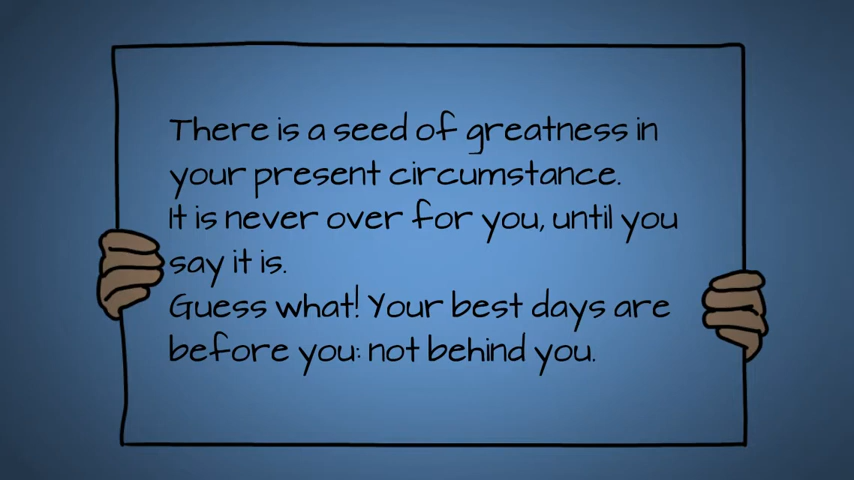 There is a seed of greatness in
your present circumstance.
It is never over for you, until you
say it is.
Guess what! Your best days are
before you: not behind you.